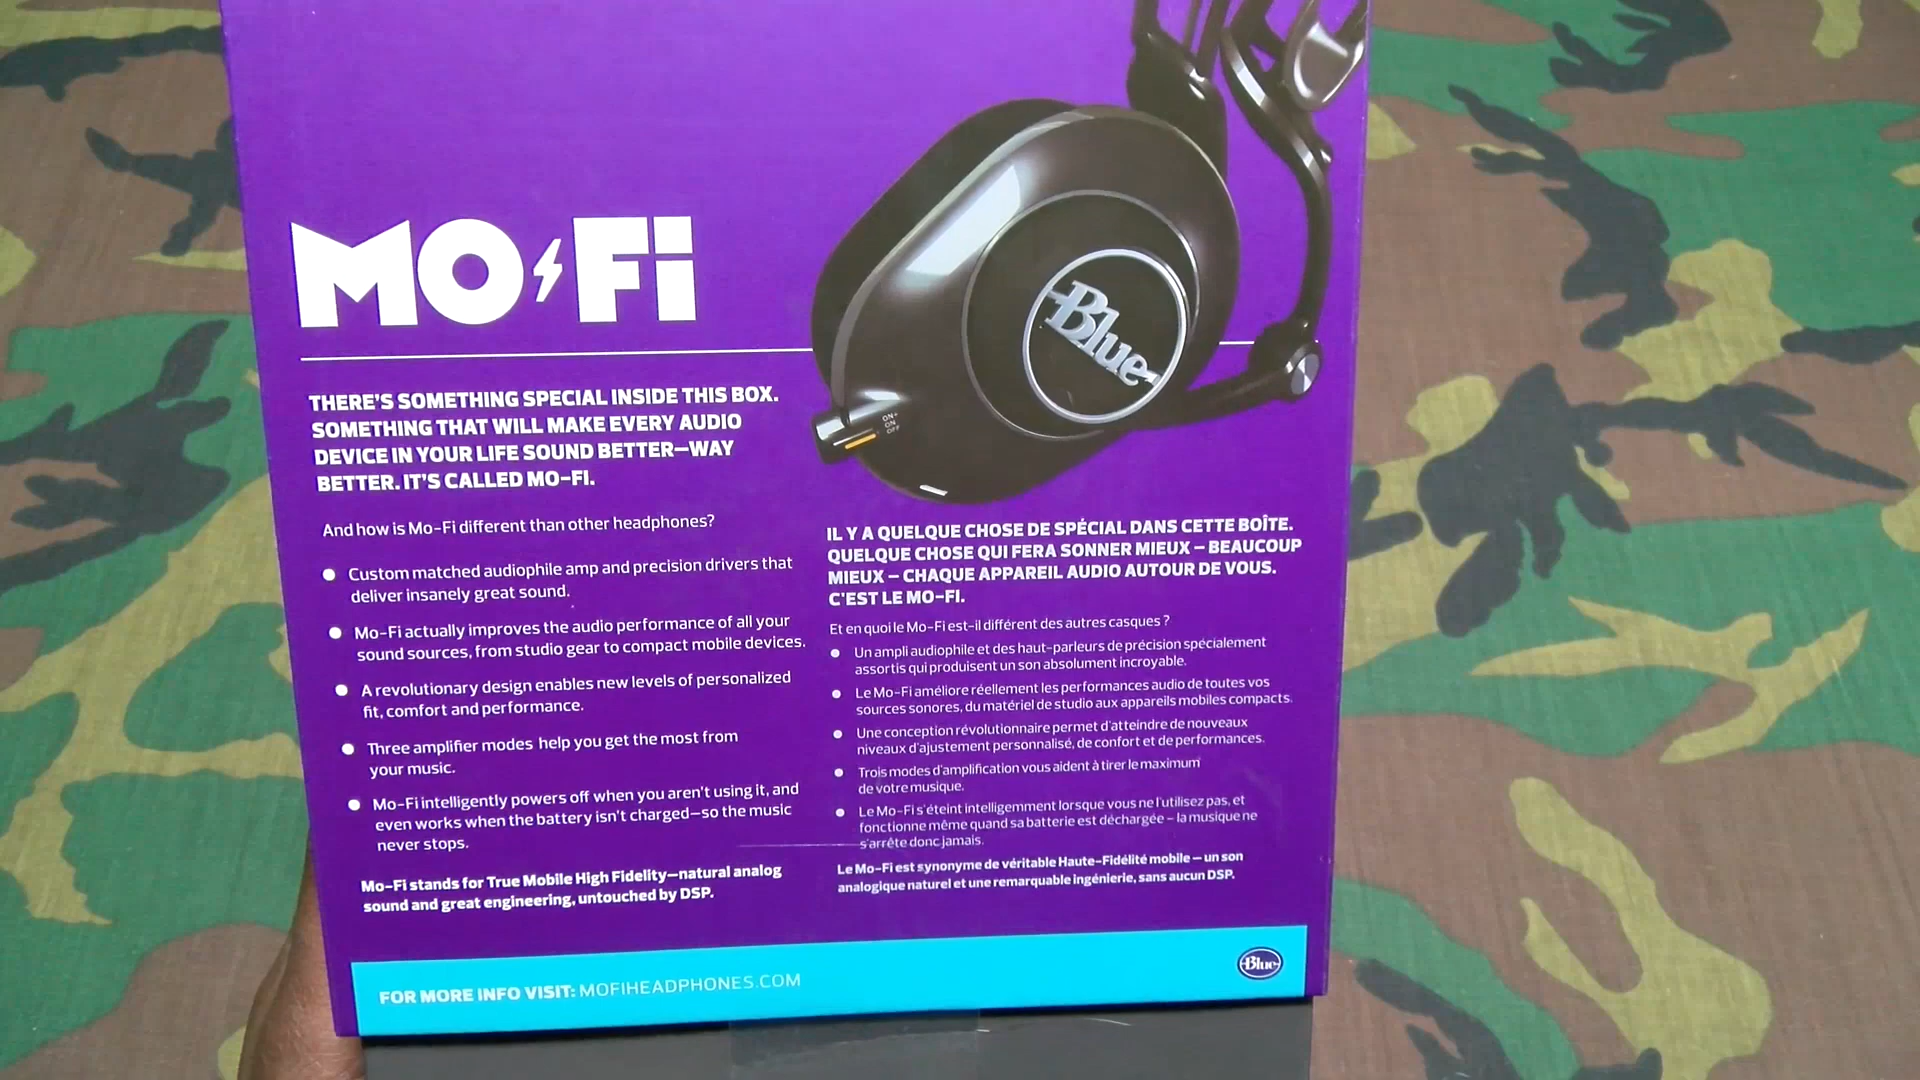 MO-Fi
Blue
ON+
ON
OFF
THERE'S SOMETHING SPECIAL INSIDE THIS BOX.
SOMETHING THAT WILL MAKE EVERY AUDIO
DEVICE IN YOUR LIFE SOUND BETTER—WAY
BETTER. IT'S CALLED MO-FI.
And how is Mo-Fi different than other headphones?
Custom matched audiophile amp and precision drivers that
deliver insanely great sound.
Mo-Fi actually improves the audio performance of all your
sound sources, from studio gear to compact mobile devices.
A revolutionary design enables new levels of personalized
fit, comfort and performance.
Three amplifier modes help you get the most from
your music.
Mo-Fi intelligently powers off when you aren't using it, and
even works when the battery isn't charged—so the music
never stops.
Mo-Fi stands for True Mobile High Fidelity—natural analog
sound and great engineering, untouched by DSP.
IL Y A QUELQUE CHOSE DE SPÉCIAL DANS CETTE BOÎTE.
QUELQUE CHOSE QUI FERA SONNER MIEUX – BEAUCOUP
MIEUX – CHAQUE APPAREIL AUDIO AUTOUR DE VOUS.
C'EST LE MO-FI.
Et en quoi le Mo-Fi est-il différent des autres casques ?
Un ampli audiophile et des haut-parleurs de précision spécialement
assortis qui produisent un son absolument incroyable.
Le Mo-Fi améliore réellement les performances audio de toutes vos
sources sonores, du matériel de studio aux appareils mobiles compacts.
Une conception révolutionnaire permet d'atteindre de nouveaux
niveaux d'ajustement personnalisé, de confort et de performances.
Trois modes d'amplification vous aident à tirer le maximum
de votre musique.
Le Mo-Fi s'éteint intelligemment lorsque vous ne l'utilisez pas, et
fonctionne même quand sa batterie est déchargée – la musique ne
s'arrête donc jamais.
Le Mo-Fi est synonyme de véritable Haute-Fidélité mobile – un son
analogique naturel et une remarquable ingénierie, sans aucun DSP.
FOR MORE INFO VISIT: MOFIHEADPHONES.COM
Blue